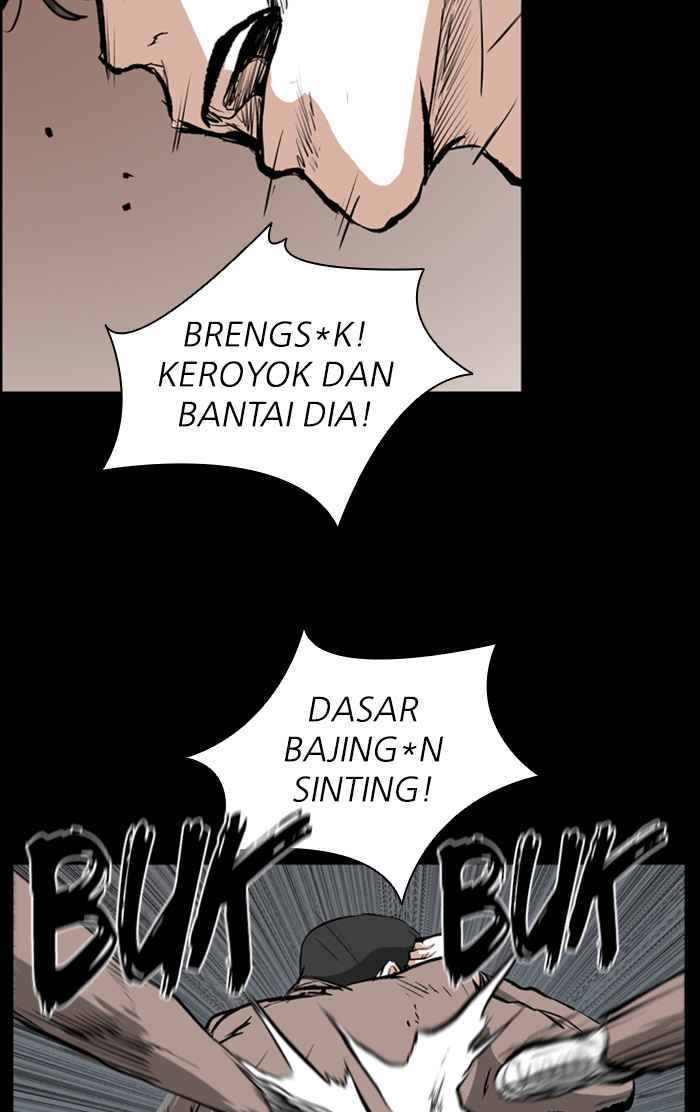 BRENGS*K!
KEROYOK DAN
BANTAI DIA!
DASAR
BAJING*N
SINTING!
BUK BUK